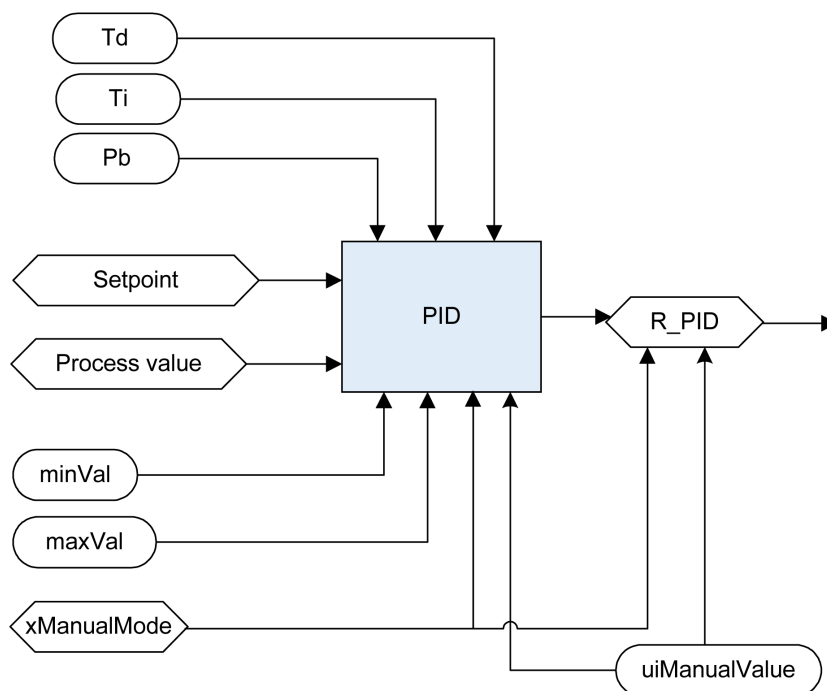 Td
Ti
Pb
Setpoint
PID
R_PID
Process value
minVal
maxVal
xManualMode
uiManualValue